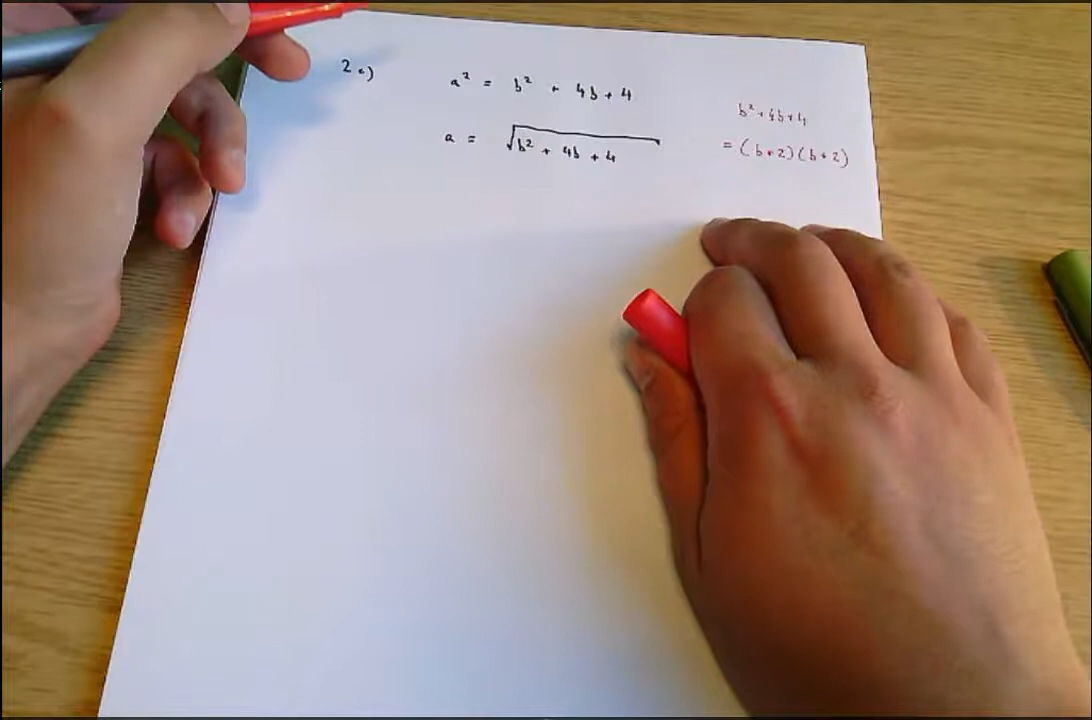 2a)
a² = b² + 4b + 4
a = √(b² + 4b + 4)
b² + 4b + 4
= (b+2)(b+2)